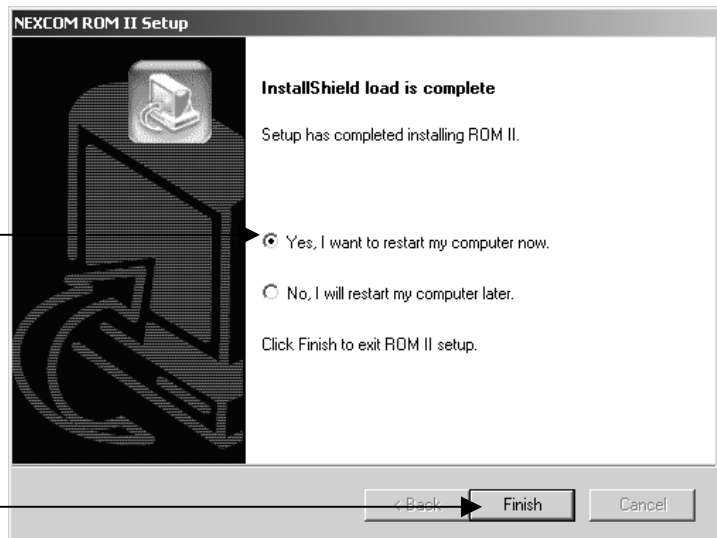 NEXCOM ROM II Setup
InstallShield load is complete
Setup has completed installing ROM II.
Yes, I want to restart my computer now.
No, I will restart my computer later.
Click Finish to exit ROM II setup.
< Back
Finish
Cancel